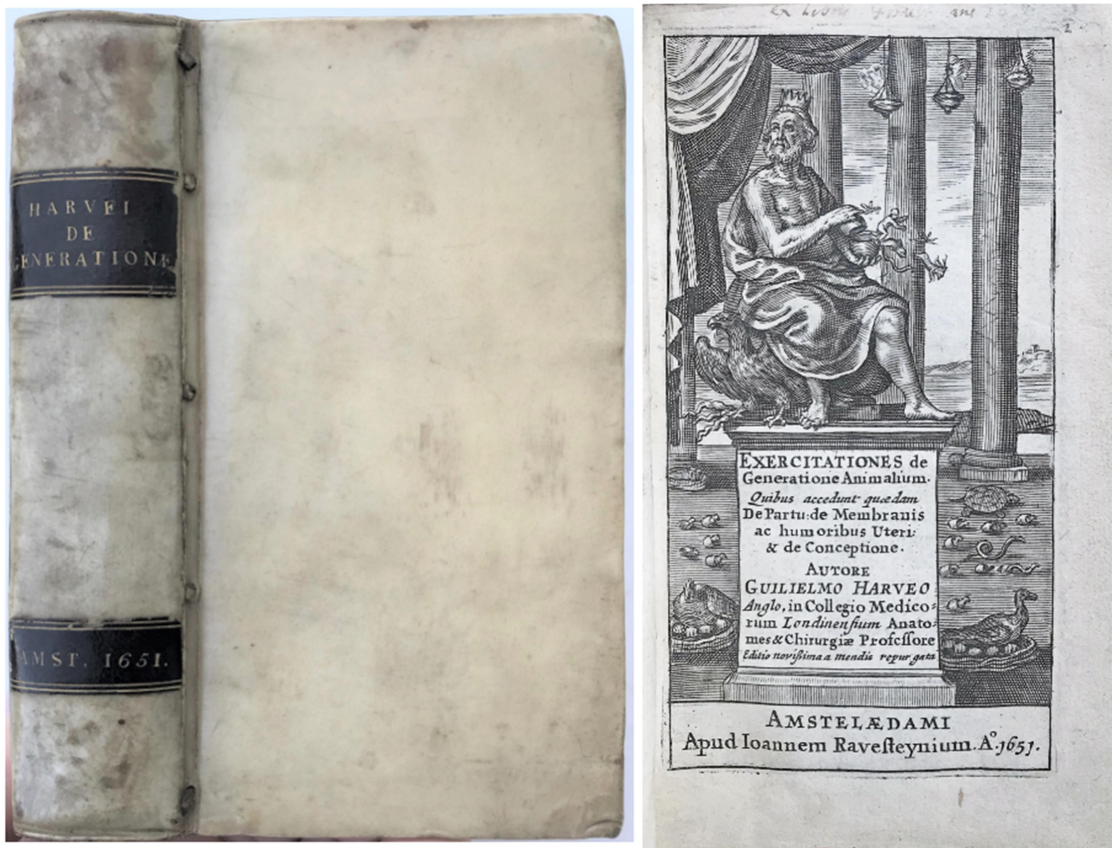 HARVEI
DE
GENERATIONE
AMST. 1651.
2.
EXERCITATIONES de
Generatione Animalium.
Quibus accedunt quædam
De Partu: de Membranis
ac humoribus Uteri:
& de Conceptione.
AUTORE
GUILIELMO HARVEO
Anglo, in Collegio Medico=
rum Londinensium Anato=
mes & Chirurgiæ Professore
Editio novissima a mendis repurgata
AMSTELÆDAMI
Apud Ioannem Ravesteynium. Aº. 1651.